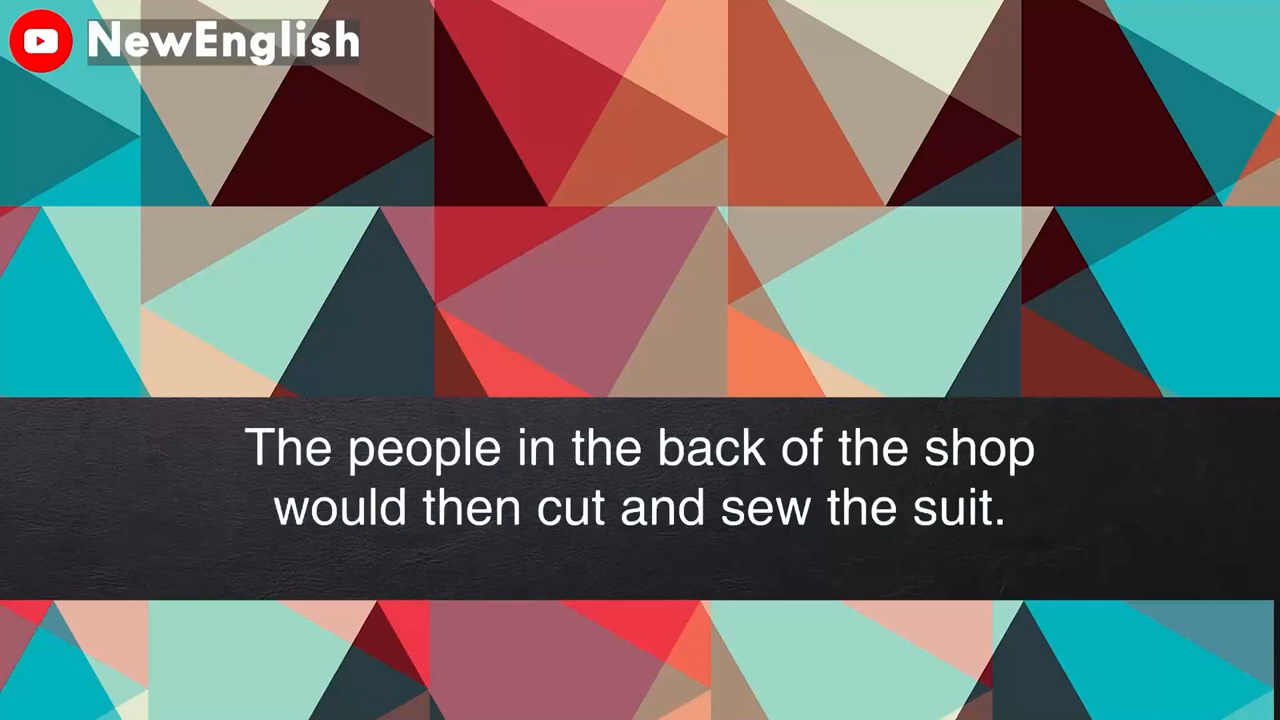 NewEnglish
The people in the back of the shop
would then cut and sew the suit.